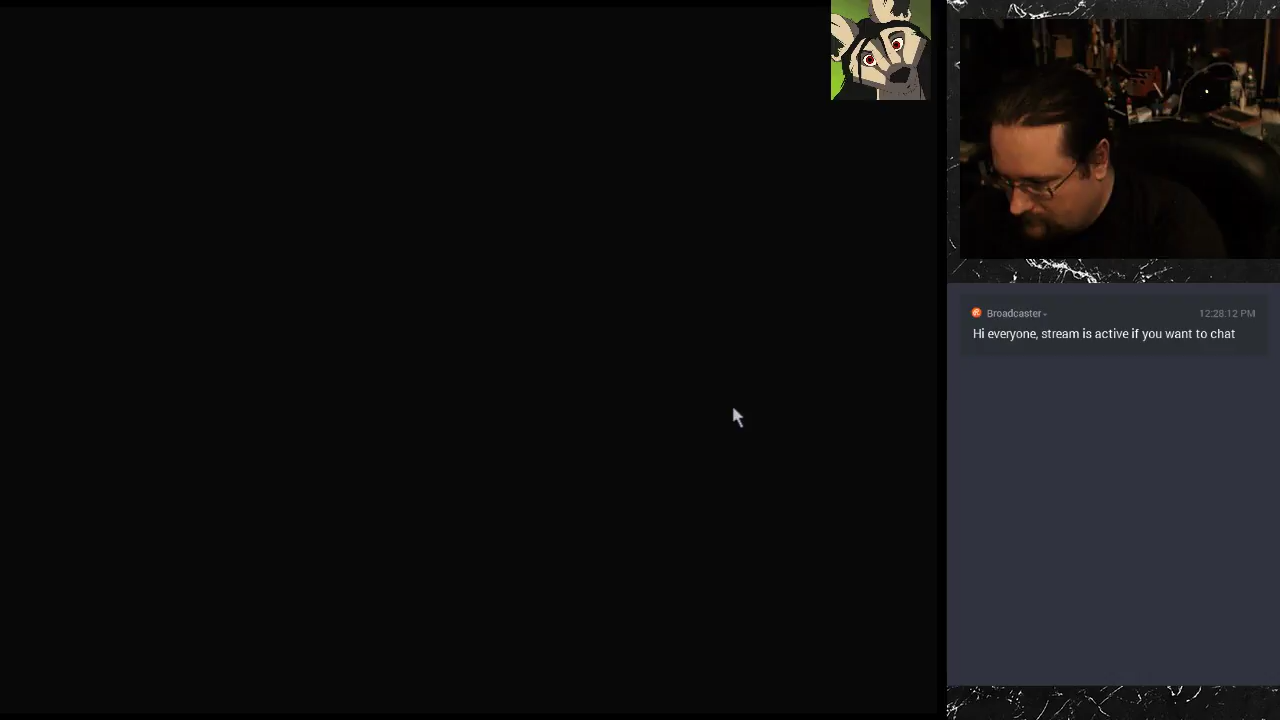 Broadcaster 12:28:12 PM
Hi everyone, stream is active if you want to chat